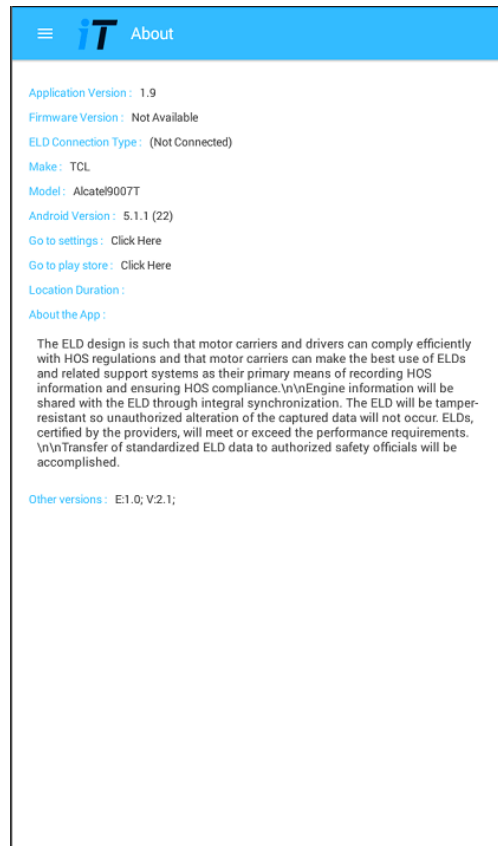 iT About
Application Version : 1.9
Firmware Version : Not Available
ELD Connection Type : (Not Connected)
Make : TCL
Model : Alcatel9007T
Android Version : 5.1.1 (22)
Go to settings : Click Here
Go to play store : Click Here
Location Duration :
About the App :
The ELD design is such that motor carriers and drivers can comply efficiently
with HOS regulations and that motor carriers can make the best use of ELDs
and related support systems as their primary means of recording HOS
information and ensuring HOS compliance.\n\nEngine information will be
shared with the ELD through integral synchronization. The ELD will be tamper-
resistant so unauthorized alteration of the captured data will not occur. ELDs,
certified by the providers, will meet or exceed the performance requirements.
\n\nTransfer of standardized ELD data to authorized safety officials will be
accomplished.
Other versions : E:1.0; V:2.1;